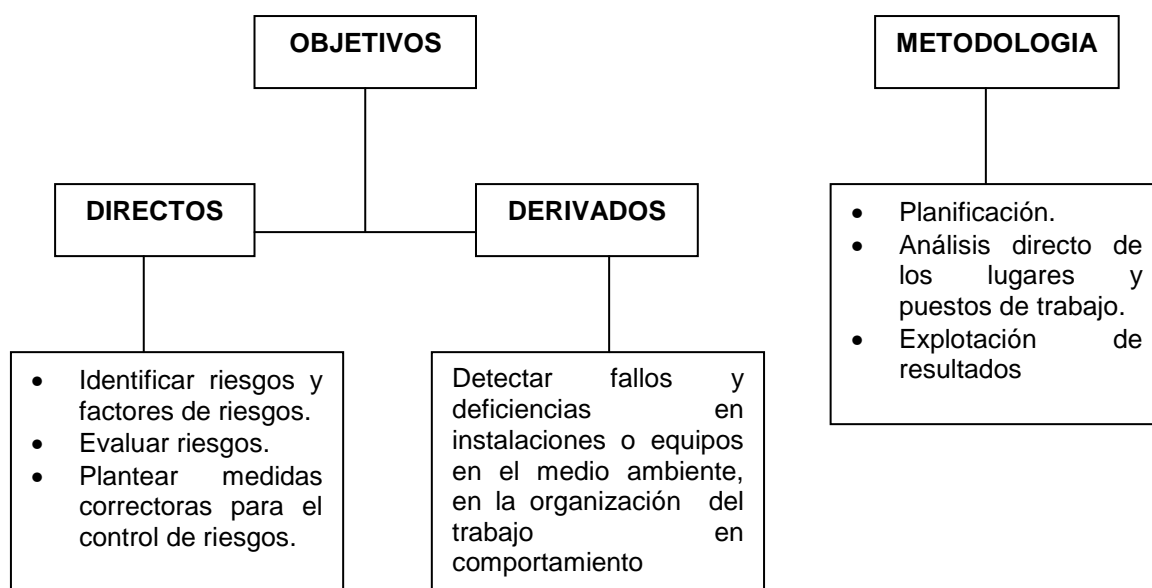 OBJETIVOS
METODOLOGIA
DIRECTOS
DERIVADOS
• Planificación.
• Análisis directo de
los lugares y
puestos de trabajo.
• Explotación de
resultados
• Identificar riesgos y
factores de riesgos.
• Evaluar riesgos.
• Plantear medidas
correctoras para el
control de riesgos.
Detectar fallos y
deficiencias en
instalaciones o equipos
en el medio ambiente,
en la organización del
trabajo en
comportamiento